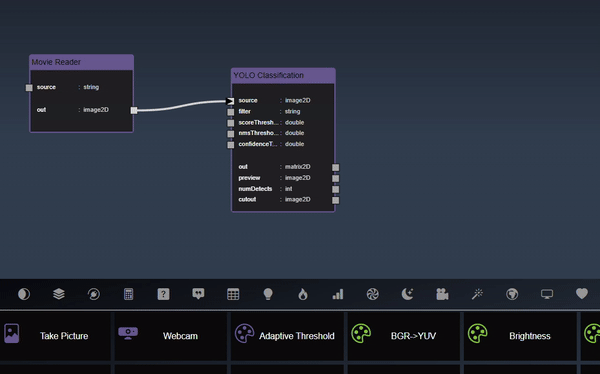 Movie Reader
source : string
out : image2D
YOLO Classification
source : image2D
filter : string
scoreThresh... : double
nmsThresho... : double
confidenceT... : double
out : matrix2D
preview : image2D
numDetects : int
cutout : image2D
Take Picture
Webcam
Adaptive Threshold
BGR->YUV
Brightness